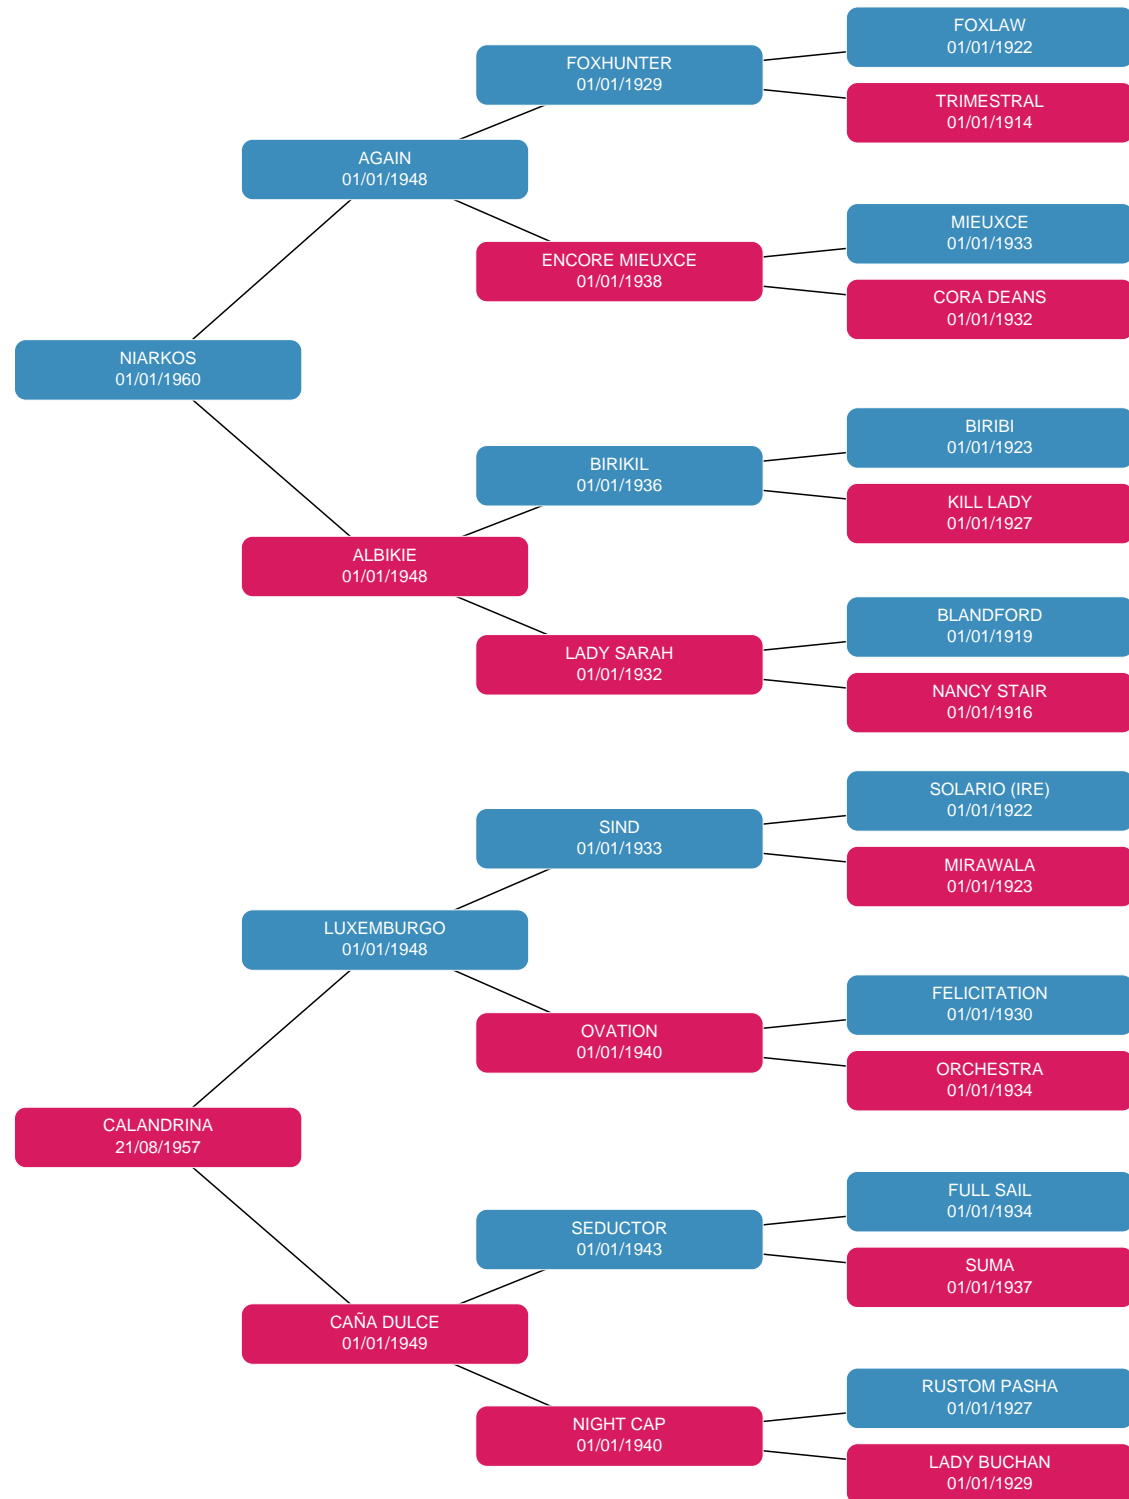 FOXLAW
01/01/1922
FOXHUNTER
01/01/1929
TRIMESTRAL
01/01/1914
AGAIN
01/01/1948
MIEUXCE
01/01/1933
ENCORE MIEUXCE
01/01/1938
CORA DEANS
01/01/1932
NIARKOS
01/01/1960
BIRIBI
01/01/1923
BIRIKIL
01/01/1936
KILL LADY
01/01/1927
ALBIKIE
01/01/1948
BLANDFORD
01/01/1919
LADY SARAH
01/01/1932
NANCY STAIR
01/01/1916
SOLARIO (IRE)
01/01/1922
SIND
01/01/1933
MIRAWALA
01/01/1923
LUXEMBURGO
01/01/1948
FELICITATION
01/01/1930
OVATION
01/01/1940
ORCHESTRA
01/01/1934
CALANDRINA
21/08/1957
FULL SAIL
01/01/1934
SEDUCTOR
01/01/1943
SUMA
01/01/1937
CAÑA DULCE
01/01/1949
RUSTOM PASHA
01/01/1927
NIGHT CAP
01/01/1940
LADY BUCHAN
01/01/1929